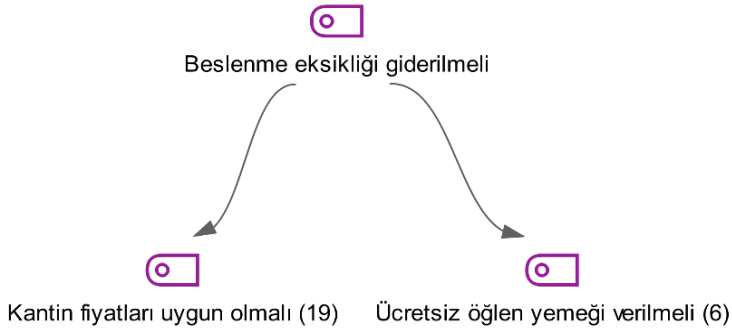 Beslenme eksikliği giderilmeli
Kantin fiyatları uygun olmalı (19)
Ücretsiz öğlen yemeği verilmeli (6)